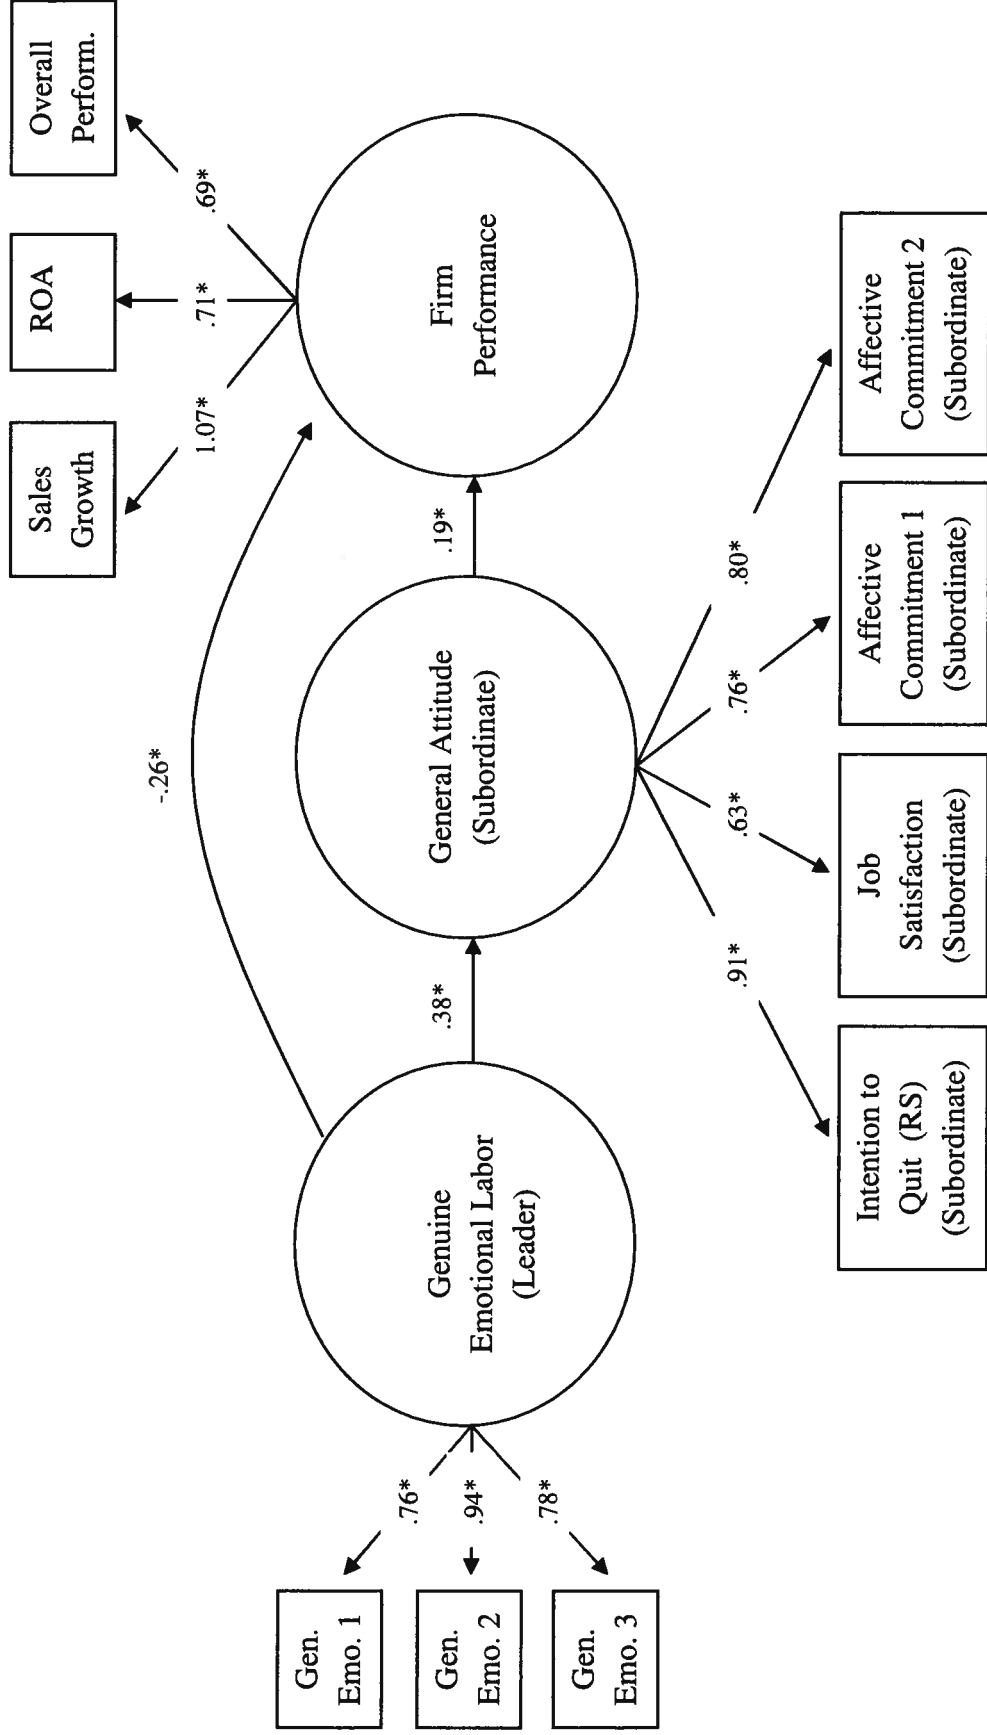 Sales
Growth
ROA
Overall
Perform.
1.07*
.71*
.69*
-.26*
Gen.
Emo. 1
Gen.
Emo. 2
Gen.
Emo. 3
.76*
.94*
.78*
Genuine
Emotional Labor
(Leader)
.38*
General Attitude
(Subordinate)
.19*
Firm
Performance
.91*
.63*
.76*
.80*
Intention to
Quit (RS)
(Subordinate)
Job
Satisfaction
(Subordinate)
Affective
Commitment 1
(Subordinate)
Affective
Commitment 2
(Subordinate)